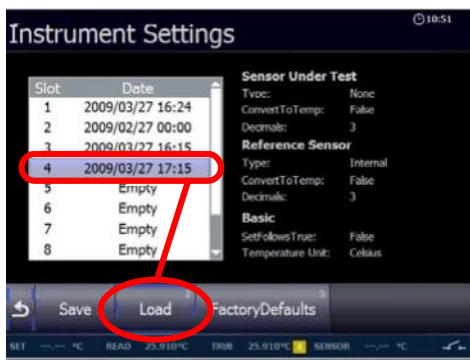 10:51
Instrument Settings
Slot Date
1 2009/03/27 16:24
2 2009/02/27 00:00
3 2009/03/27 16:15
4 2009/03/27 17:15
5 Empty
6 Empty
7 Empty
8 Empty
Sensor Under Test
Type: None
ConvertToTemp: False
Decimals: 3
Reference Sensor
Type: Internal
ConvertToTemp: False
Decimals: 3
Basic
SetFollowsTrue: False
Temperature Unit: Celsius
1 2 3
Save Load FactoryDefaults
SET ---.--- °C READ 25.910°C TRUE 25.910°C SENSOR ---.--- °C